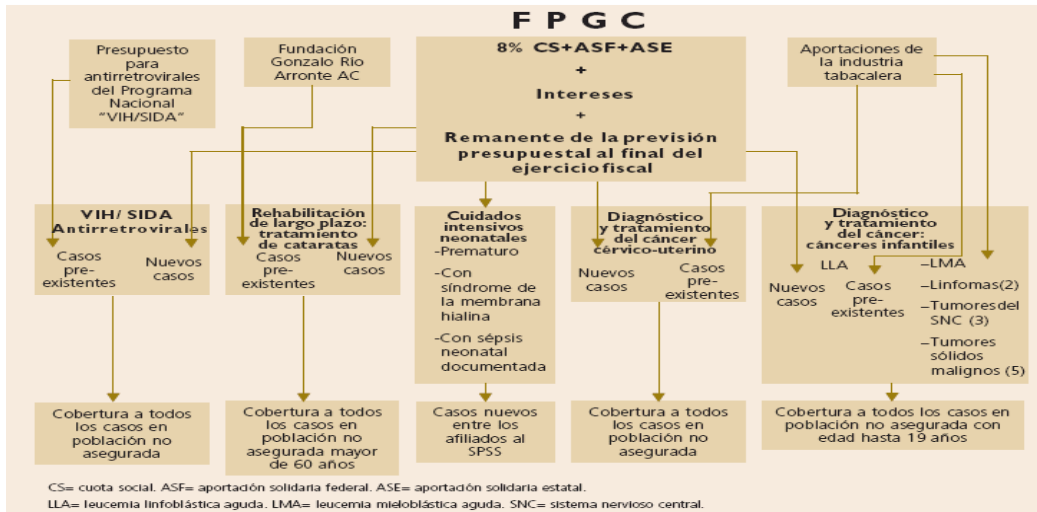 F P G C
Presupuesto
para
antirretrovirales
del Programa
Nacional
“VIH/SIDA”
Fundación
Gonzalo Río
Arronte AC
8% CS+ASF+ASE
+
Intereses
+
Remanente de la previsión
presupuestal al final del
ejercicio fiscal
Aportaciones de
la industria
tabacalera
VIH/ SIDA
Antirretrovirales
Casos
pre-
existentes
Nuevos
casos
Rehabilitación
de largo plazo:
tratamiento
de cataratas
Casos
pre-
existentes
Nuevos
casos
Cuidados
intensivos
neonatales
-Prematuro
-Con
síndrome de
la membrana
hialina
-Con sépsis
neonatal
documentada
Diagnóstico
y tratamiento
del cáncer
cérvico-uterino
Nuevos
casos
Casos
pre-
existentes
Diagnóstico
y tratamiento
del cáncer:
cánceres infantiles
LLA
Nuevos
casos
Casos
pre-
existentes
–LMA
–Linfomas(2)
–Tumores del
SNC (3)
–Tumores
sólidos
malignos (5)
Cobertura a todos
los casos en
población no
asegurada
Cobertura a todos
los casos en
población no
asegurada mayor
de 60 años
Casos nuevos
entre los
afiliados al
SPSS
Cobertura a todos
los casos en
población no
asegurada
Cobertura a todos los casos en
población no asegurada con
edad hasta 19 años
CS= cuota social. ASF= aportación solidaria federal. ASE= aportación solidaria estatal.
LLA= leucemia linfoblástica aguda. LMA= leucemia mieloblástica aguda. SNC= sistema nervioso central.